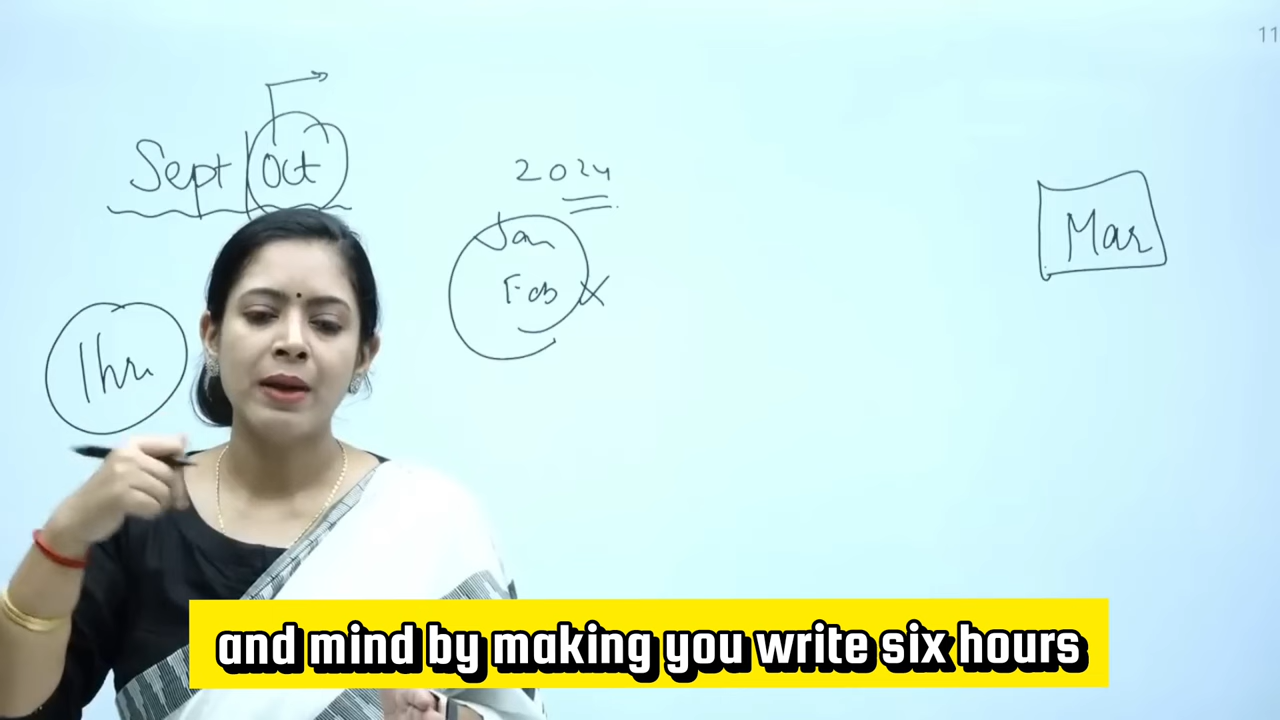 11
Sept | Oct
2024
Jan
Feb X
Mar
1hr
and mind by making you write six hours